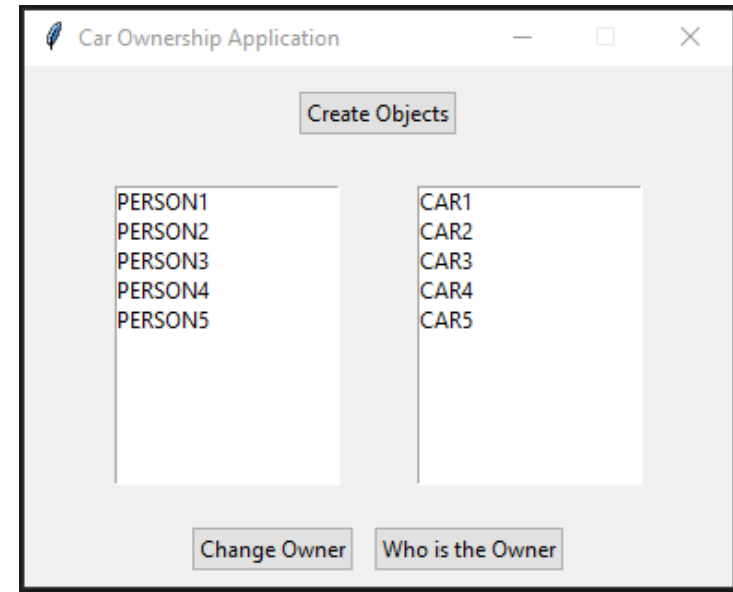 Car Ownership Application
Create Objects
PERSON1
PERSON2
PERSON3
PERSON4
PERSON5
CAR1
CAR2
CAR3
CAR4
CAR5
Change Owner
Who is the Owner